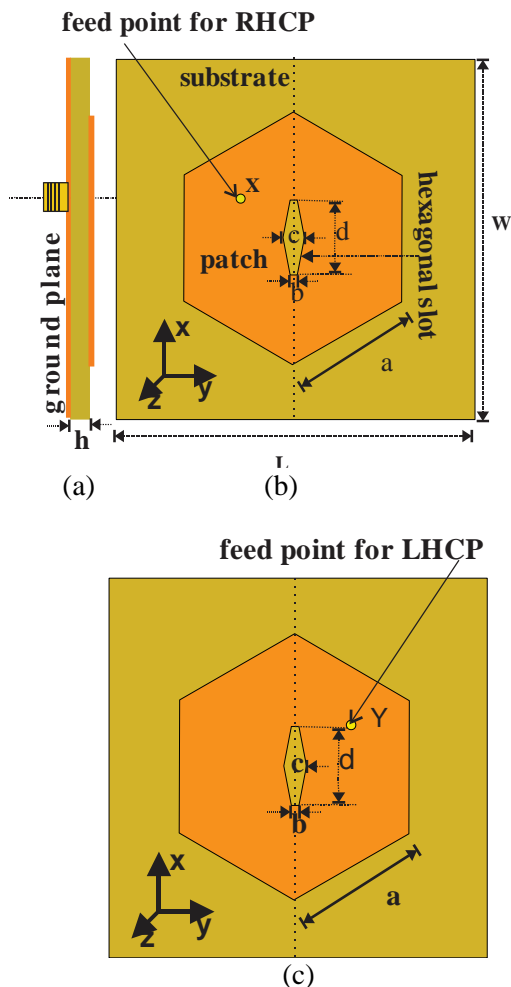 feed point for RHCP
substrate
x
c
d
patch
b
hexagonal slot
W
ground plane
a
x
y
z
h
L
(a)
(b)
feed point for LHCP
Y
c
d
b
a
x
y
z
(c)